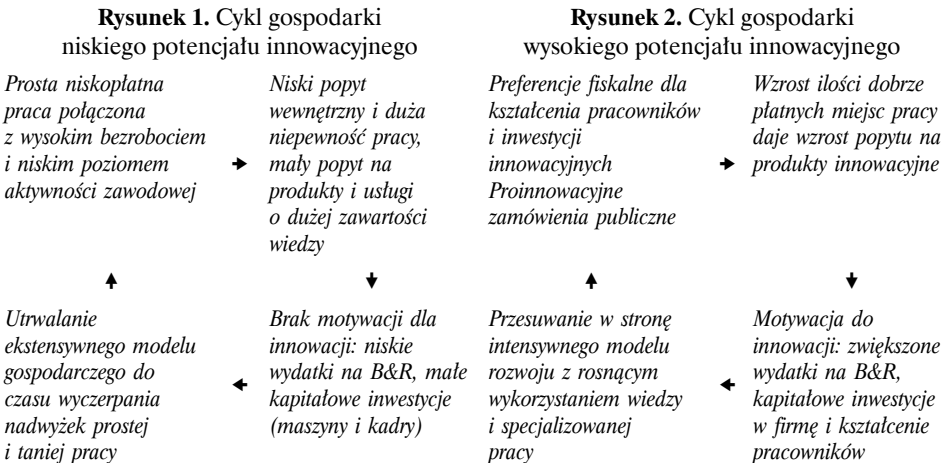 Rysunek 1. Cykl gospodarki
niskiego potencjału innowacyjnego
Prosta niskopłatna
praca połączona
z wysokim bezrobociem
i niskim poziomem
aktywności zawodowej
Niski popyt
wewnętrzny i duża
niepewność pracy,
mały popyt na
produkty i usługi
o dużej zawartości
wiedzy
Utrwalanie
ekstensywnego modelu
gospodarczego do
czasu wyczerpania
nadwyżek prostej
i taniej pracy
Brak motywacji dla
innowacji: niskie
wydatki na B&R, małe
kapitałowe inwestycje
(maszyny i kadry)
Rysunek 2. Cykl gospodarki
wysokiego potencjału innowacyjnego
Preferencje fiskalne dla
kształcenia pracowników
i inwestycji
innowacyjnych
Proinnowacyjne
zamówienia publiczne
Wzrost ilości dobrze
płatnych miejsc pracy
daje wzrost popytu na
produkty innowacyjne
Przesuwanie w stronę
intensywnego modelu
rozwoju z rosnącym
wykorzystaniem wiedzy
i specjalizowanej
pracy
Motywacja do
innowacji: zwiększone
wydatki na B&R,
kapitałowe inwestycje
w firmę i kształcenie
pracowników